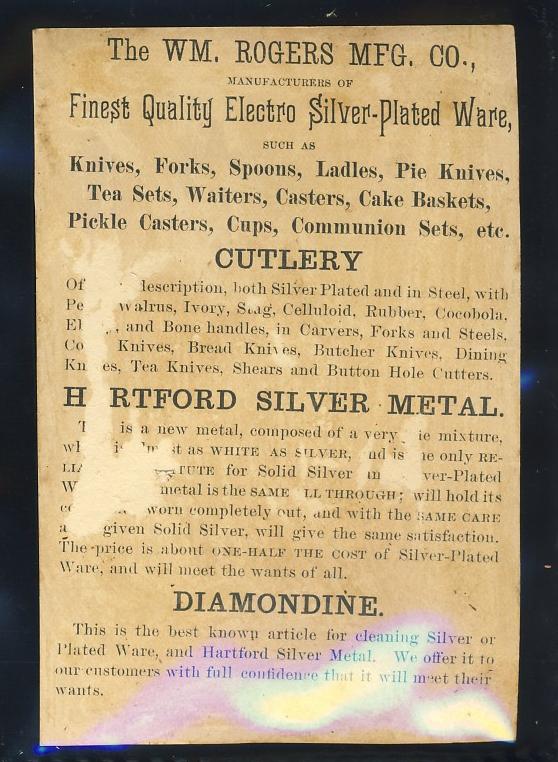 The WM. ROGERS MFG. CO.,
MANUFACTURERS OF
Finest Quality Electro Silver-Plated Ware,
SUCH AS
Knives, Forks, Spoons, Ladles, Pie Knives,
Tea Sets, Waiters, Casters, Cake Baskets,
Pickle Casters, Cups, Communion Sets, etc.
CUTLERY
Of description, both Silver Plated and in Steel, with
Walrus, Ivory, Stag, Celluloid, Rubber, Cocobola,
and Bone handles, in Carvers, Forks and Steels,
Knives, Bread Knives, Butcher Knives, Dining
Knives, Tea Knives, Shears and Button Hole Cutters.
HARTFORD SILVER METAL.
is a new metal, composed of a very mixture,
as WHITE AS SILVER, and is the only RE-
for Solid Silver
metal is the SAME ALL THROUGH; will hold its
worn completely out, and with the SAME CARE
given Solid Silver, will give the same satisfaction.
The price is about ONE-HALF THE COST of Silver-Plated
Ware, and will meet the wants of all.
DIAMONDINE.
This is the best known article for cleaning Silver or
Plated Ware, and Hartford Silver Metal. We offer it to
our customers with full confidence that it will meet their
wants.